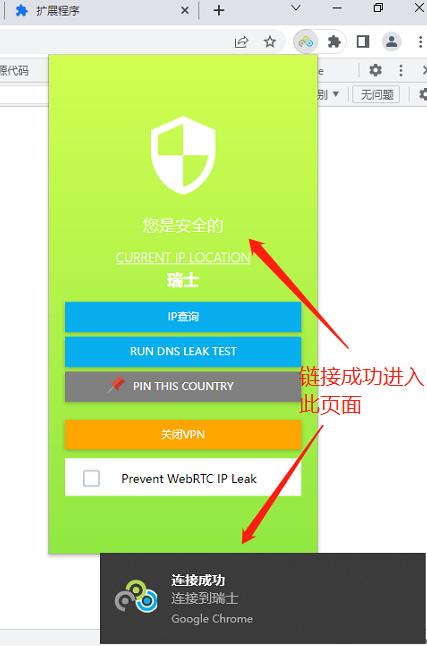 扩展程序
源代码
e
别
无问题
您是安全的
CURRENT IP LOCATION
瑞士
IP查询
RUN DNS LEAK TEST
PIN THIS COUNTRY
关闭VPN
Prevent WebRTC IP Leak
链接成功进入
此页面
连接成功
连接到瑞士
Google Chrome